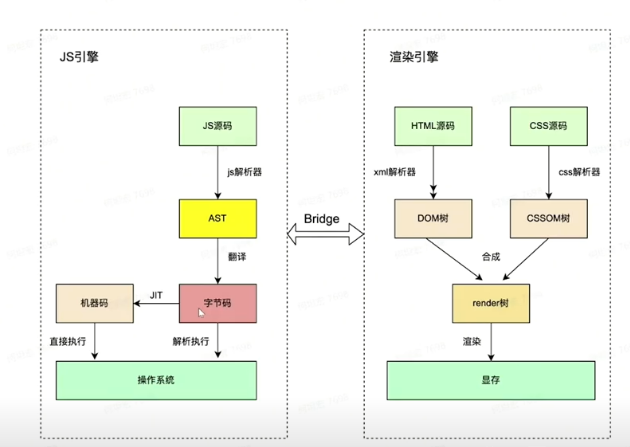 JS引擎
渲染引擎
JS源码
HTML源码
CSS源码
js解析器
xml解析器
css解析器
AST
Bridge
DOM树
CSSOM树
翻译
合成
机器码
JIT
字节码
render树
直接执行
解析执行
渲染
操作系统
显存